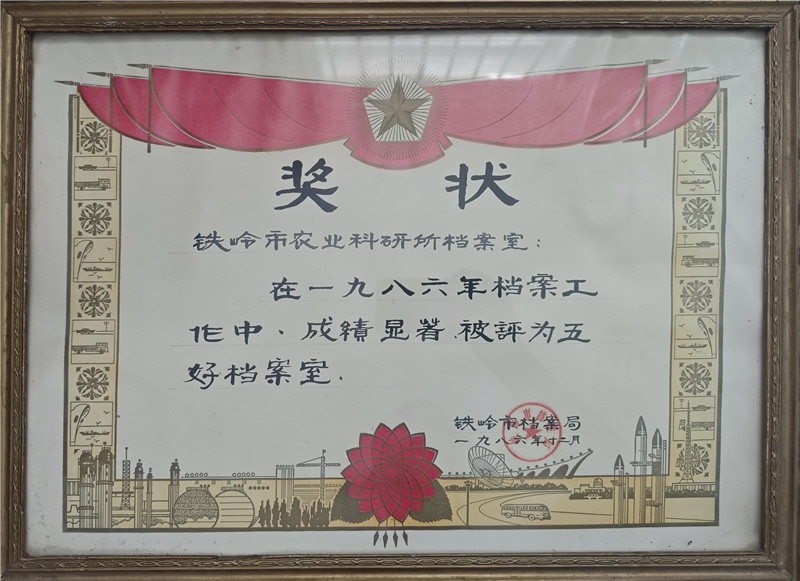 奖 状
铁岭市农业科研所档案室：
在一九八六年档案工
作中、成績显著、被評为五
好档案室.
铁岭市档案局
一九八六年十二月